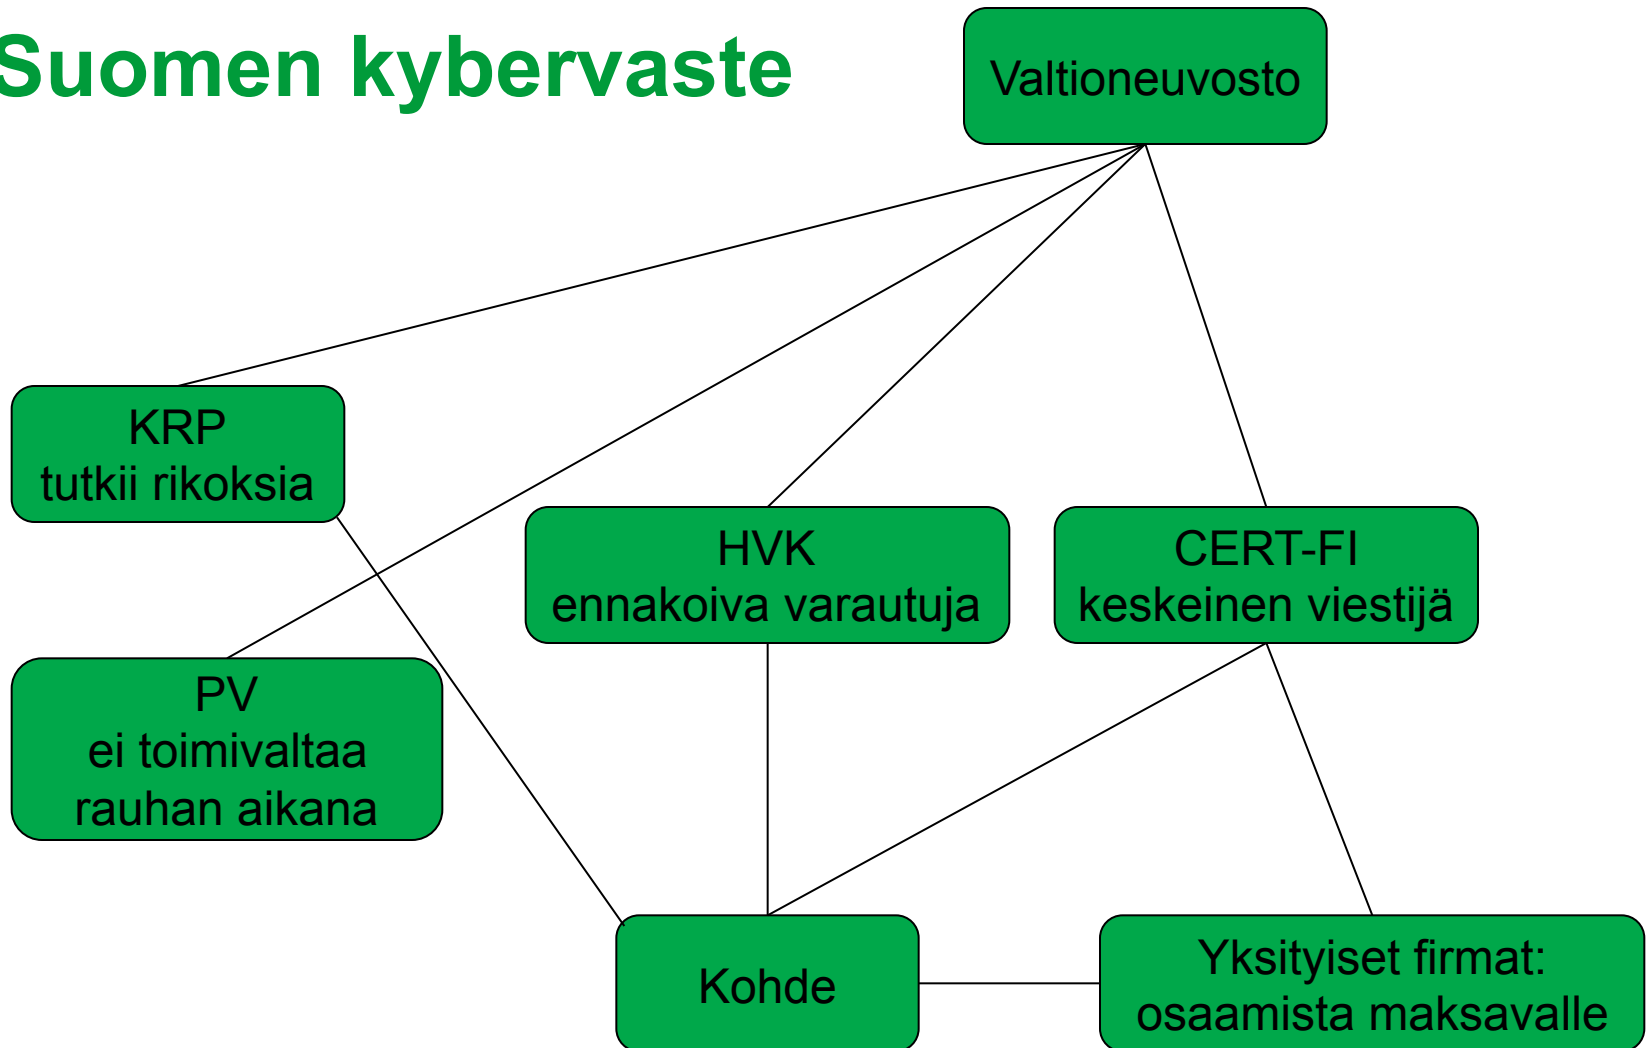 Suomen kybervaste
Valtioneuvosto
KRP
tutkii rikoksia
HVK
ennakoiva varautuja
CERT-FI
keskeinen viestijä
PV
ei toimivaltaa
rauhan aikana
Kohde
Yksityiset firmat:
osaamista maksavalle